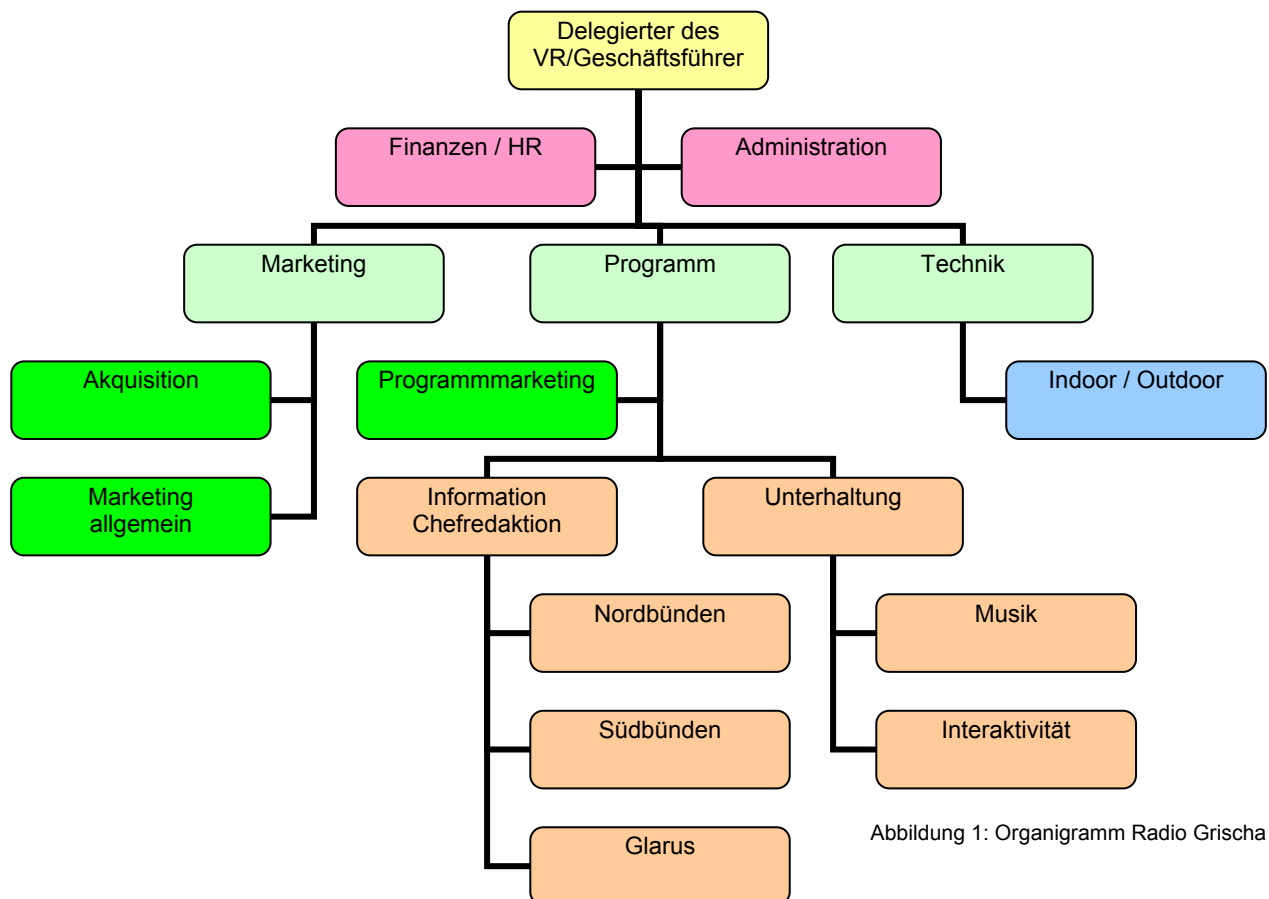 Delegierter des
VR/Geschäftsführer
Finanzen / HR
Administration
Marketing
Programm
Technik
Akquisition
Programmmarketing
Indoor / Outdoor
Marketing
allgemein
Information
Chefredaktion
Unterhaltung
Nordbünden
Musik
Südbünden
Interaktivität
Glarus
Abbildung 1: Organigramm Radio Grischa